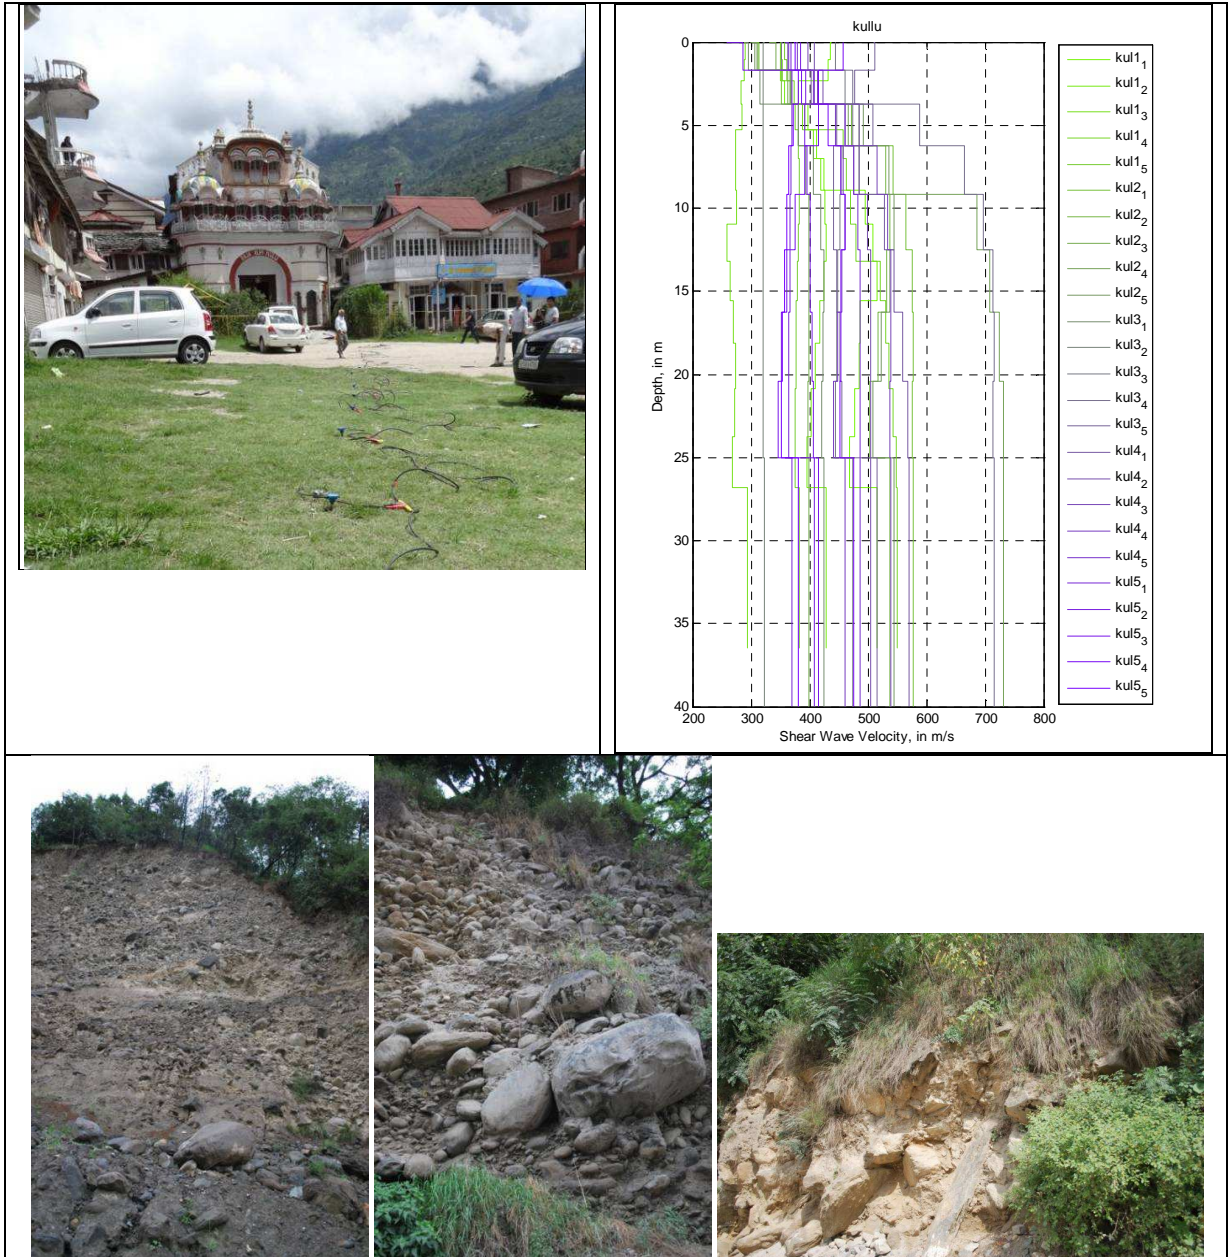 kullu
0
5
10
15
20
25
30
35
40
Depth, in m
200 300 400 500 600 700 800
Shear Wave Velocity, in m/s
kul1₁
kul1₂
kul1₃
kul1₄
kul1₅
kul2₁
kul2₂
kul2₃
kul2₄
kul2₅
kul3₁
kul3₂
kul3₃
kul3₄
kul3₅
kul4₁
kul4₂
kul4₃
kul4₄
kul4₅
kul5₁
kul5₂
kul5₃
kul5₄
kul5₅